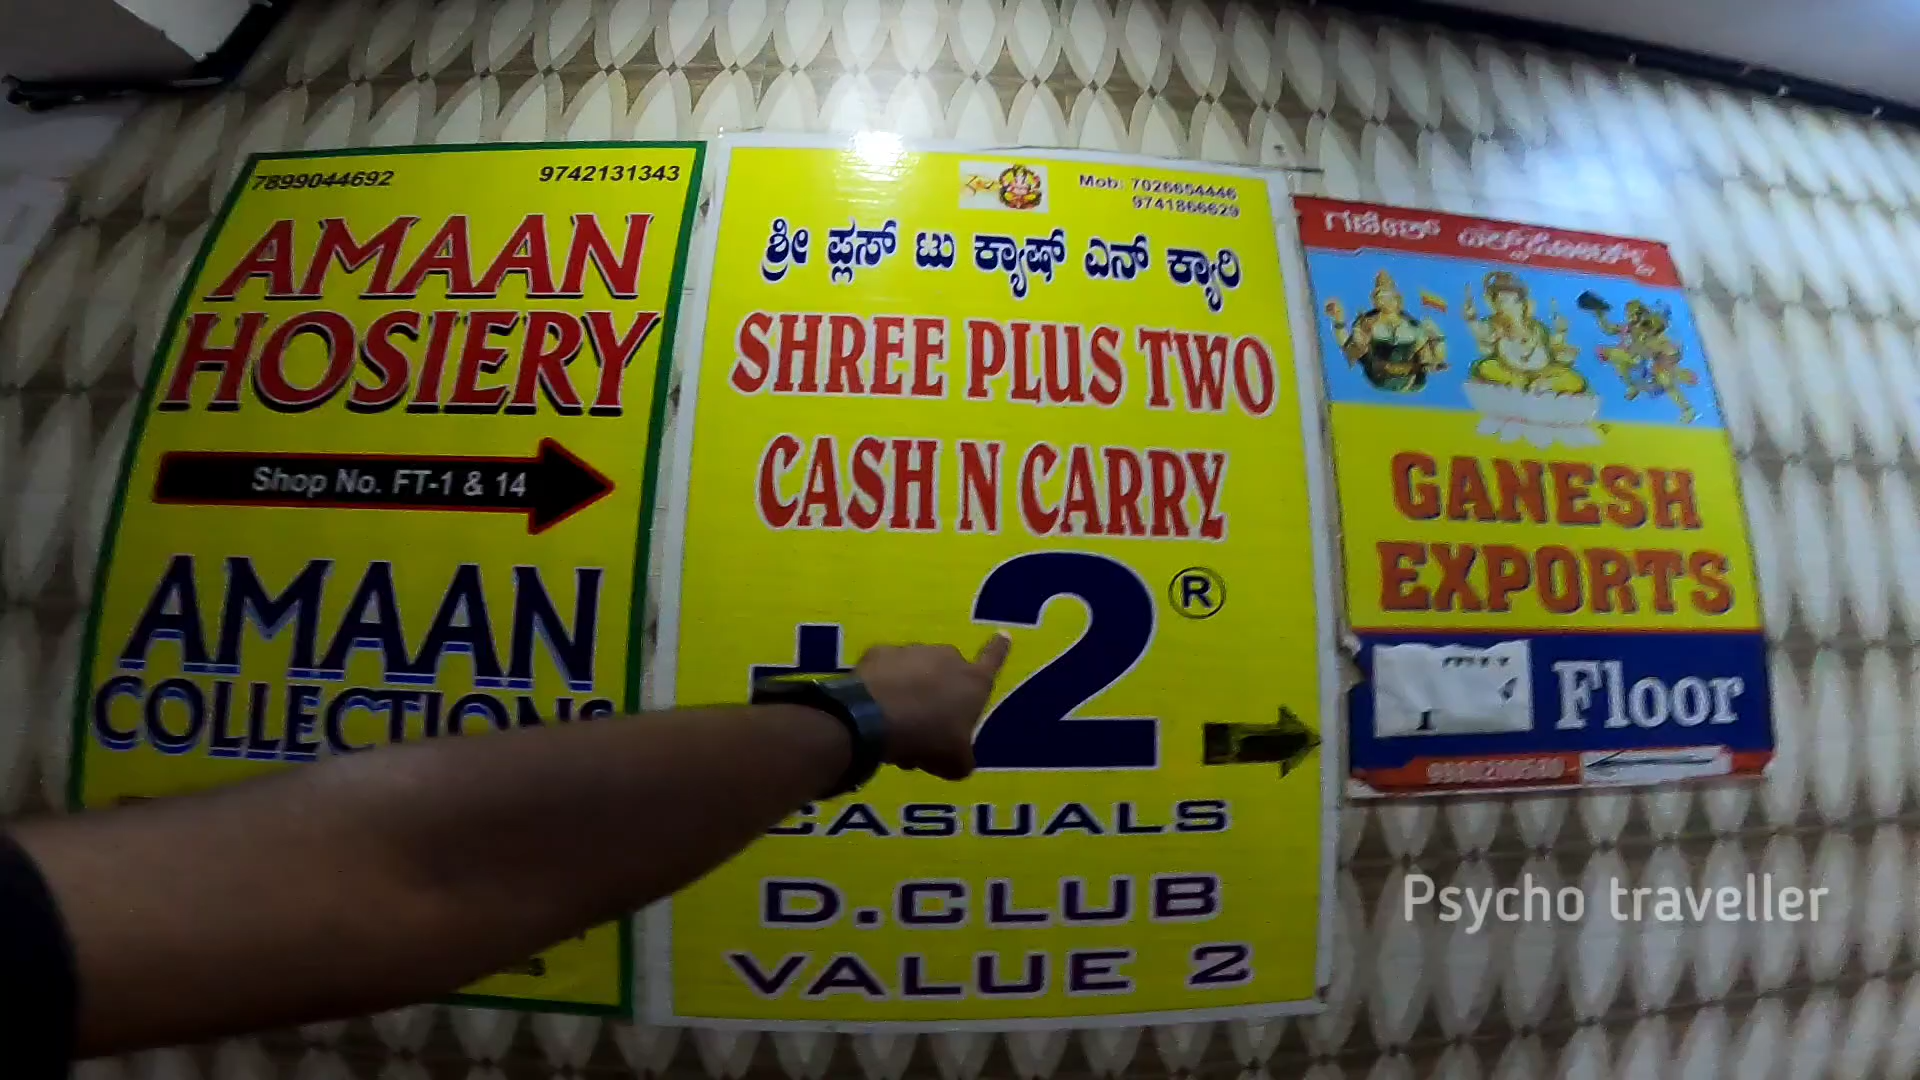 7899044692 9742131343
AMAAN
HOSIERY
Shop No. FT-1 & 14
AMAAN
COLLECTIONS
Mob: 7026654446
9741866629
ಶ್ರೀ ಪ್ಲಸ್ ಟು ಕ್ಯಾಷ್ ಎನ್ ಕ್ಯಾರಿ
SHREE PLUS TWO
CASH N CARRY
+2®
CASUALS
D.CLUB
VALUE 2
GANESH
EXPORTS
Floor
Psycho traveller